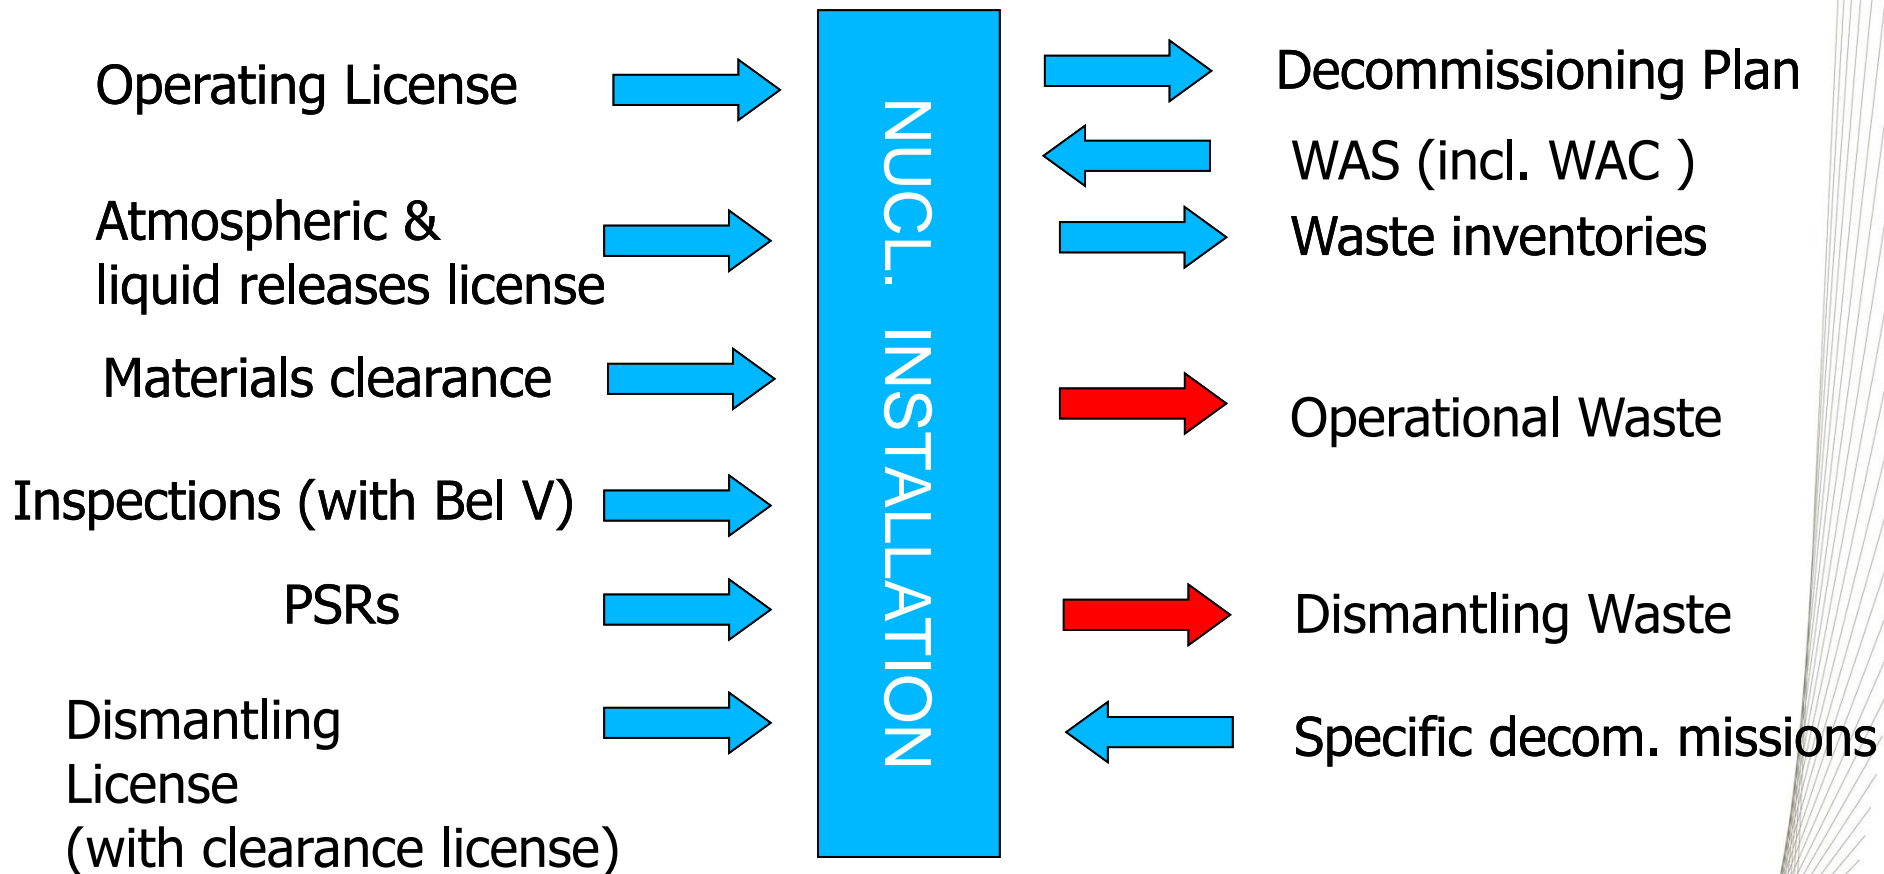 Operating License
Atmospheric &
liquid releases license
Materials clearance
Inspections (with Bel V)
PSRs
Dismantling
License
(with clearance license)
NUCL. INSTALLATION
Decommissioning Plan
WAS (incl. WAC )
Waste inventories
Operational Waste
Dismantling Waste
Specific decom. missions